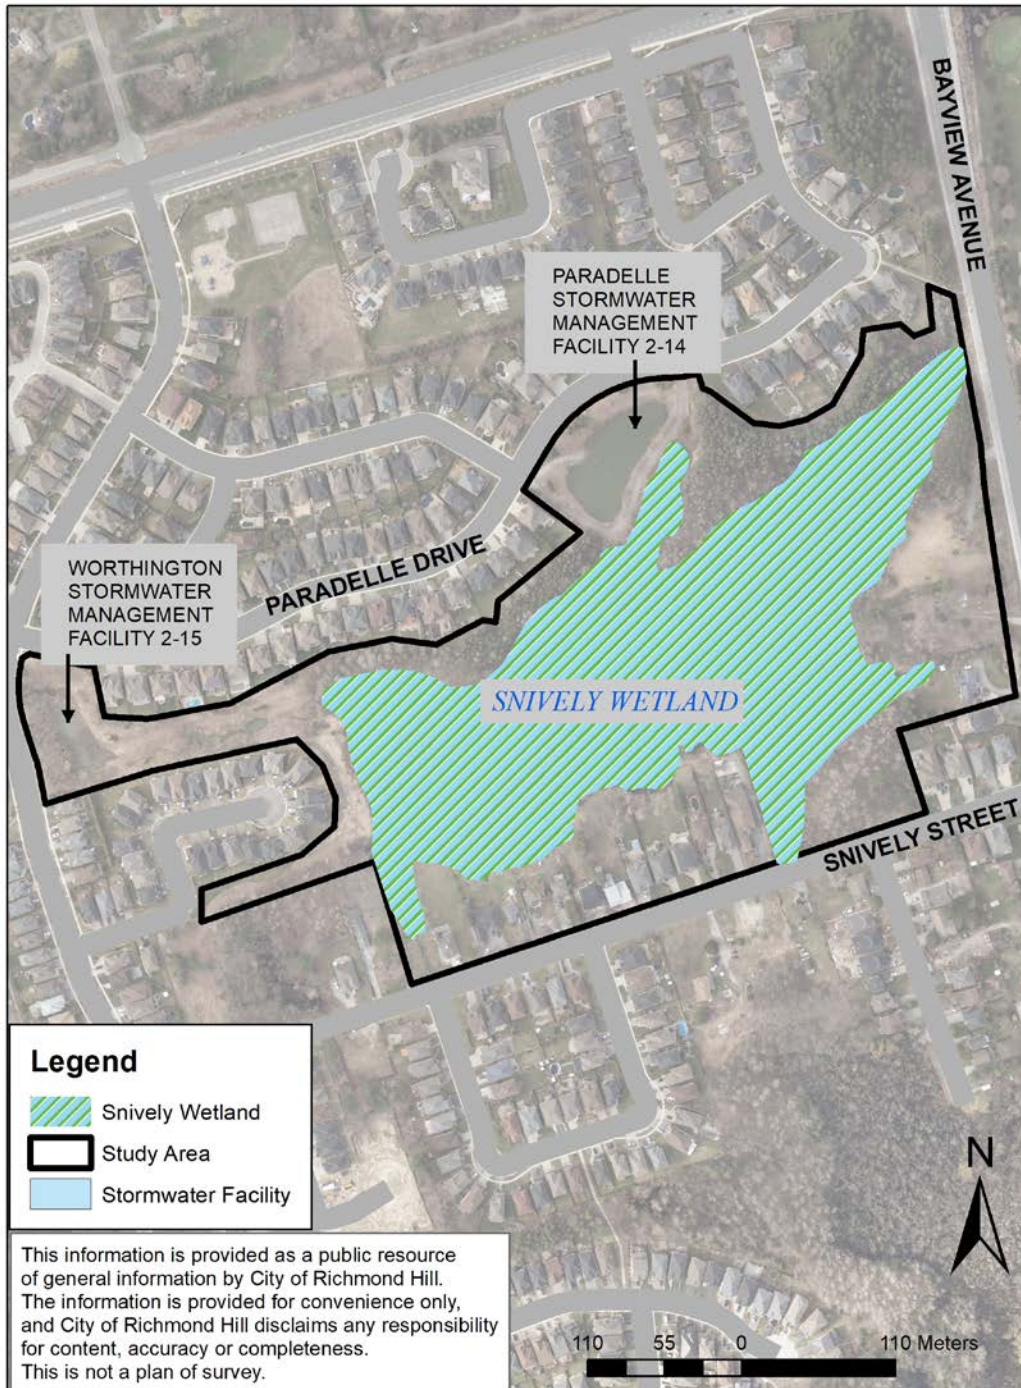 BAYVIEW AVENUE
PARADELLE
STORMWATER
MANAGEMENT
FACILITY 2-14
WORTHINGTON
STORMWATER
MANAGEMENT
FACILITY 2-15
PARADELLE DRIVE
SNIVELY WETLAND
SNIVELY STREET
Legend
Snively Wetland
Study Area
Stormwater Facility
N
This information is provided as a public resource
of general information by City of Richmond Hill.
The information is provided for convenience only,
and City of Richmond Hill disclaims any responsibility
for content, accuracy or completeness.
This is not a plan of survey.
110 55 0 110 Meters